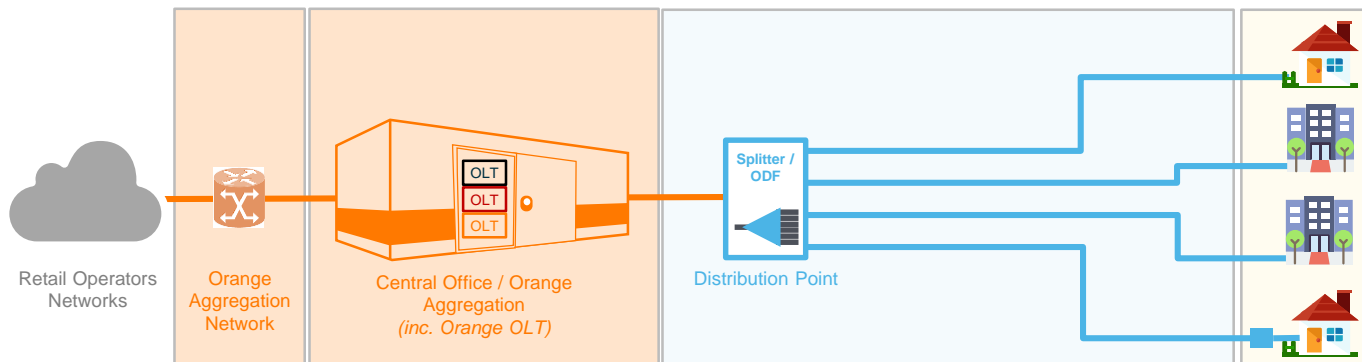 OLT
OLT
OLT
Splitter /
ODF
Retail Operators
Networks
Orange
Aggregation
Network
Central Office / Orange
Aggregation
(inc. Orange OLT)
Distribution Point